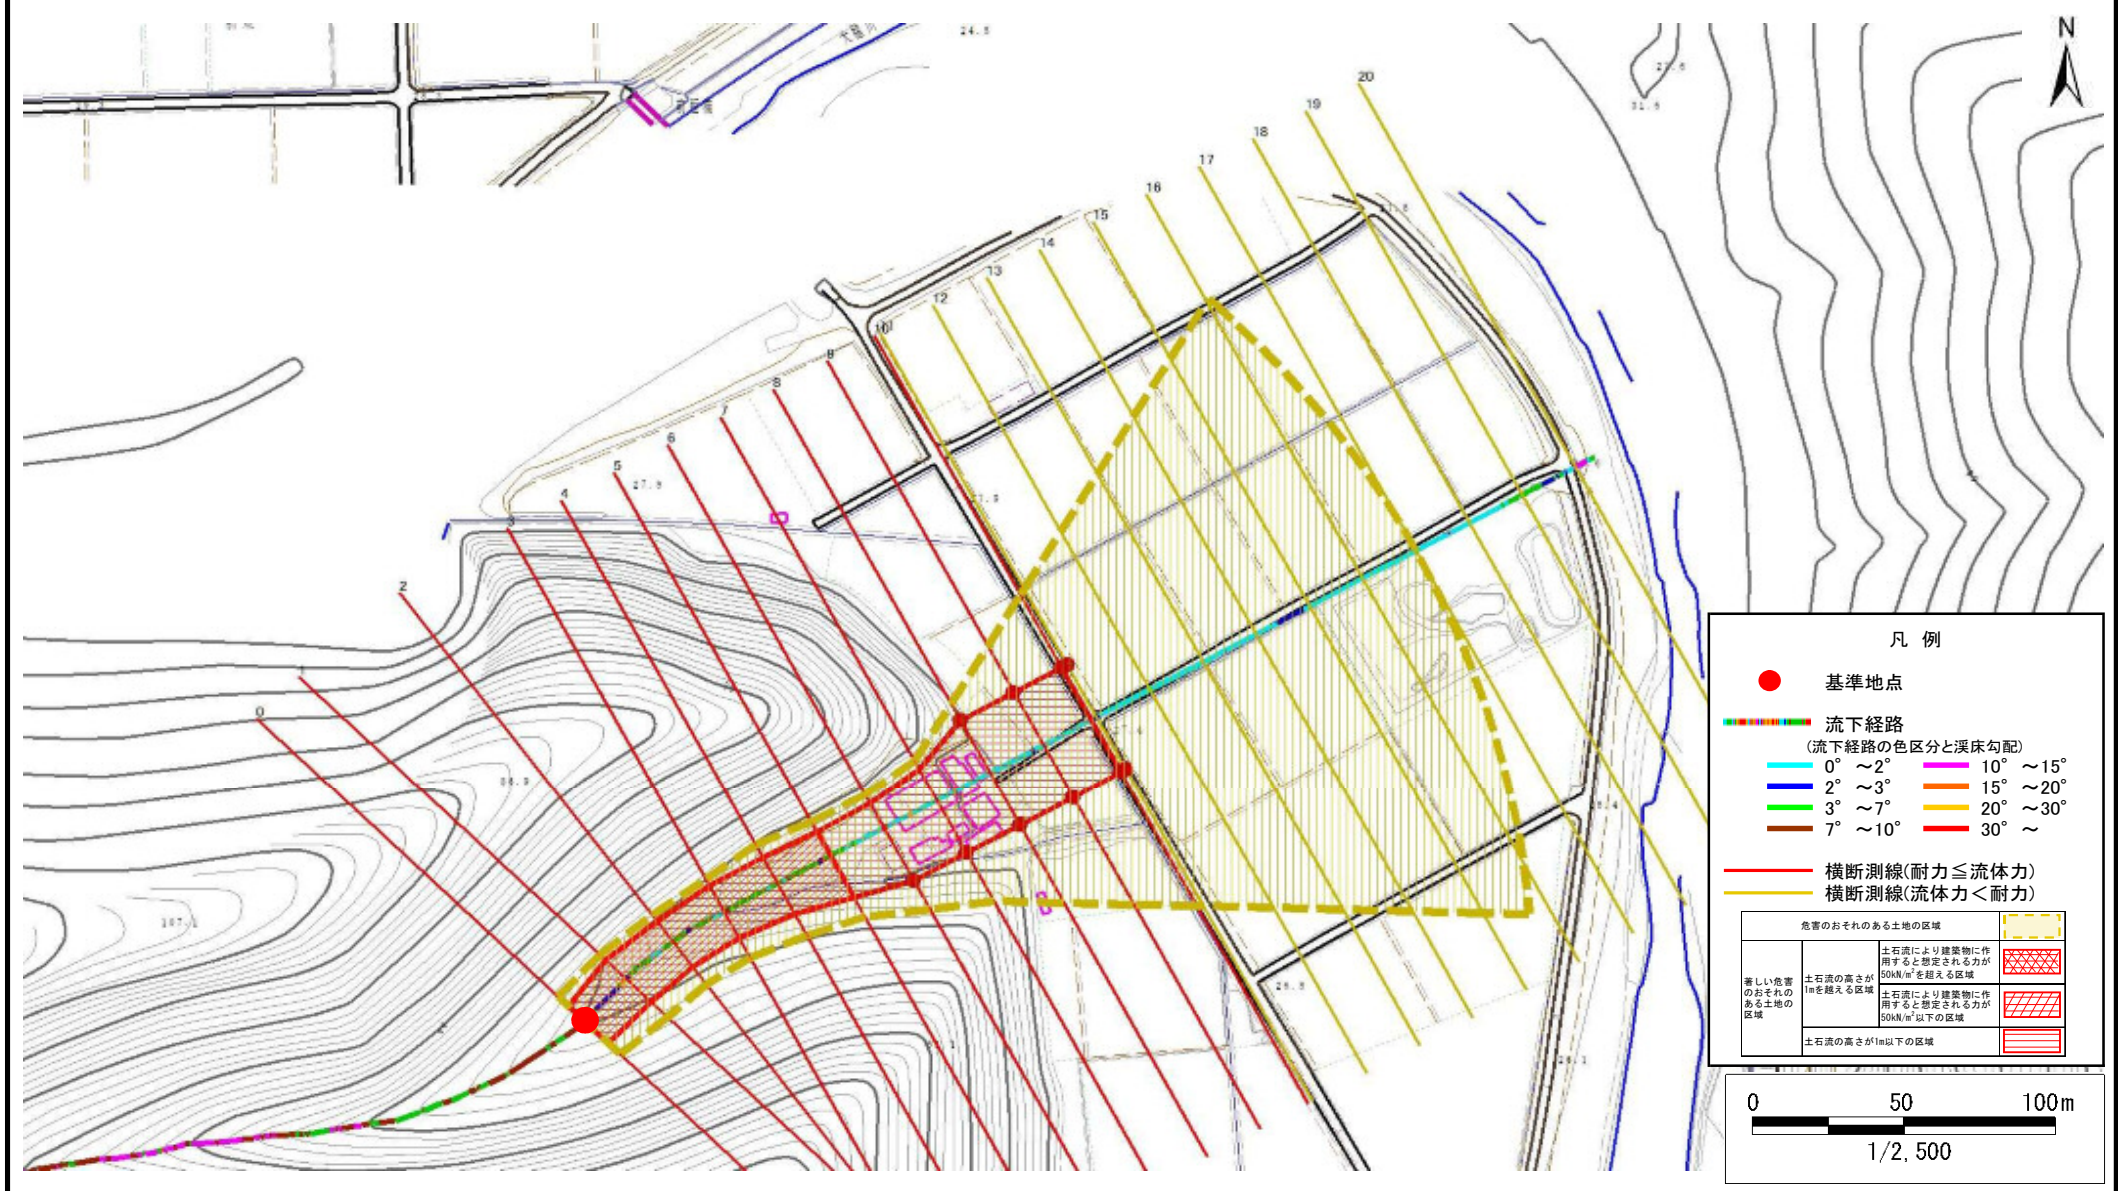 24.8
N
20
19
18
17
16
15
14
13
12
10
9
8
7
6
5
4
3
2
1
0
27.8
31.8
凡 例
基準地点
流下経路
(流下経路の色区分と渓床勾配)
0° ～2° 10° ～15°
2° ～3° 15° ～20°
3° ～7° 20° ～30°
7° ～10° 30° ～
横断測線(耐力≦流体力)
横断測線(流体力＜耐力)
危害のおそれのある土地の区域
著しい危害
のおそれの
ある土地の
区域
土石流の高さが
1mを越える区域
土石流により建築物に作
用すると想定される力が
50kN/m²を超える区域
土石流により建築物に作
用すると想定される力が
50kN/m²以下の区域
土石流の高さが1m以下の区域
0 50 100m
1/2,500